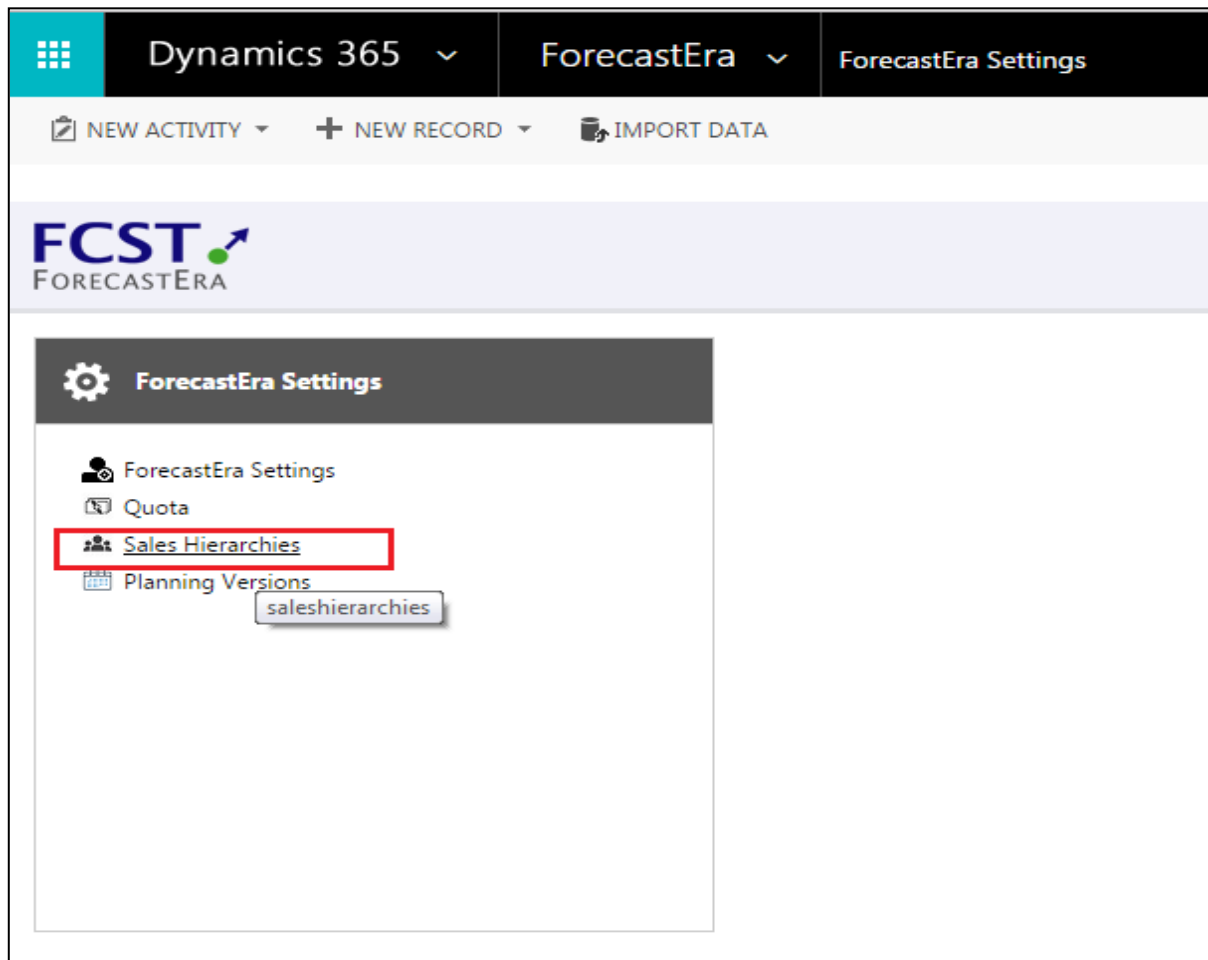 Dynamics 365 ForecastEra ForecastEra Settings
NEW ACTIVITY NEW RECORD IMPORT DATA
FCST
FORECASTERA
ForecastEra Settings
ForecastEra Settings
Quota
Sales Hierarchies
Planning Versions
saleshierarchies